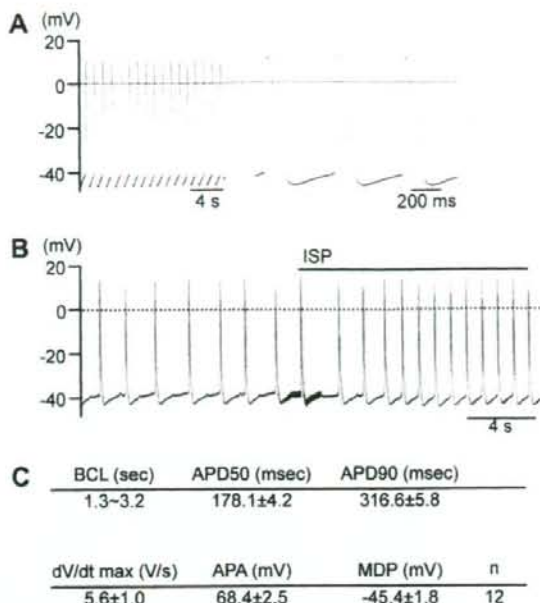 A (mV)
20
0
-20
-40
4 s
200 ms
B (mV)
ISP
20
0
-20
-40
4 s
C BCL (sec) APD50 (msec) APD90 (msec)
1.3~3.2 178.1±4.2 316.6±5.8
dV/dt max (V/s) APA (mV) MDP (mV) n
5.6±1.0 68.4±2.5 -45.4±1.8 12